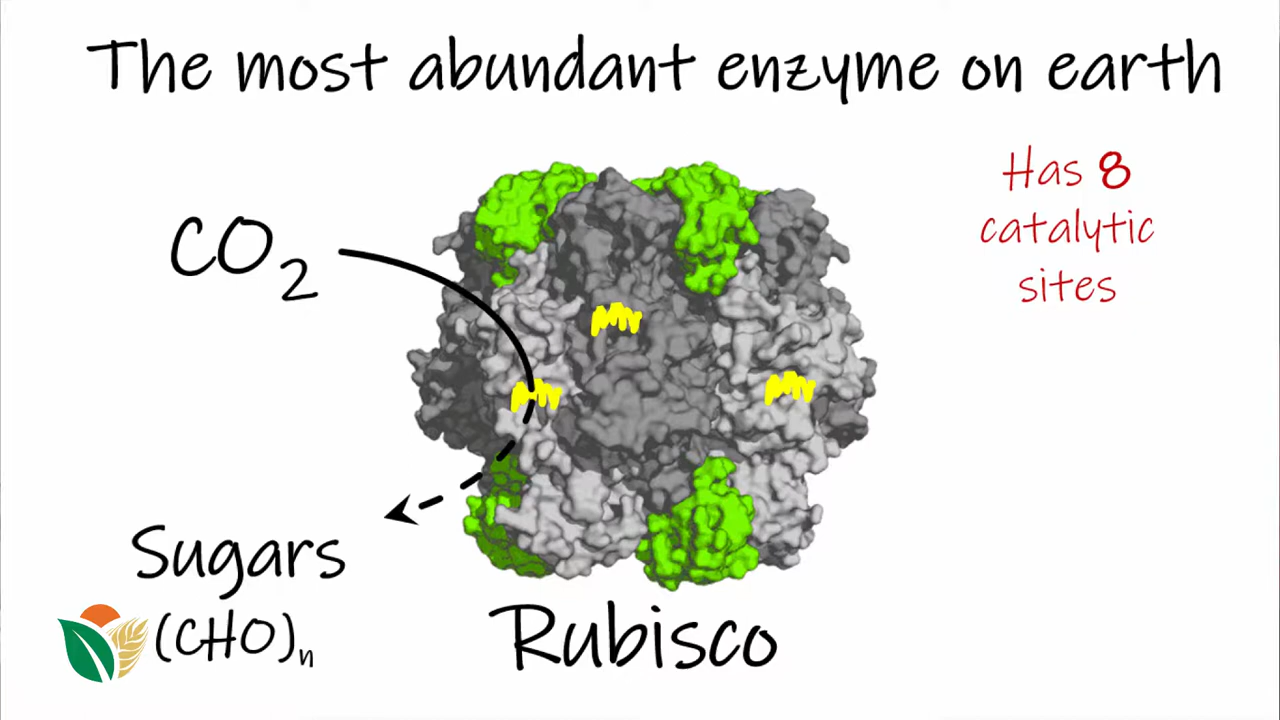 The most abundant enzyme on earth
Has 8
catalytic
sites
CO₂
Sugars
(CHO)ₙ
Rubisco